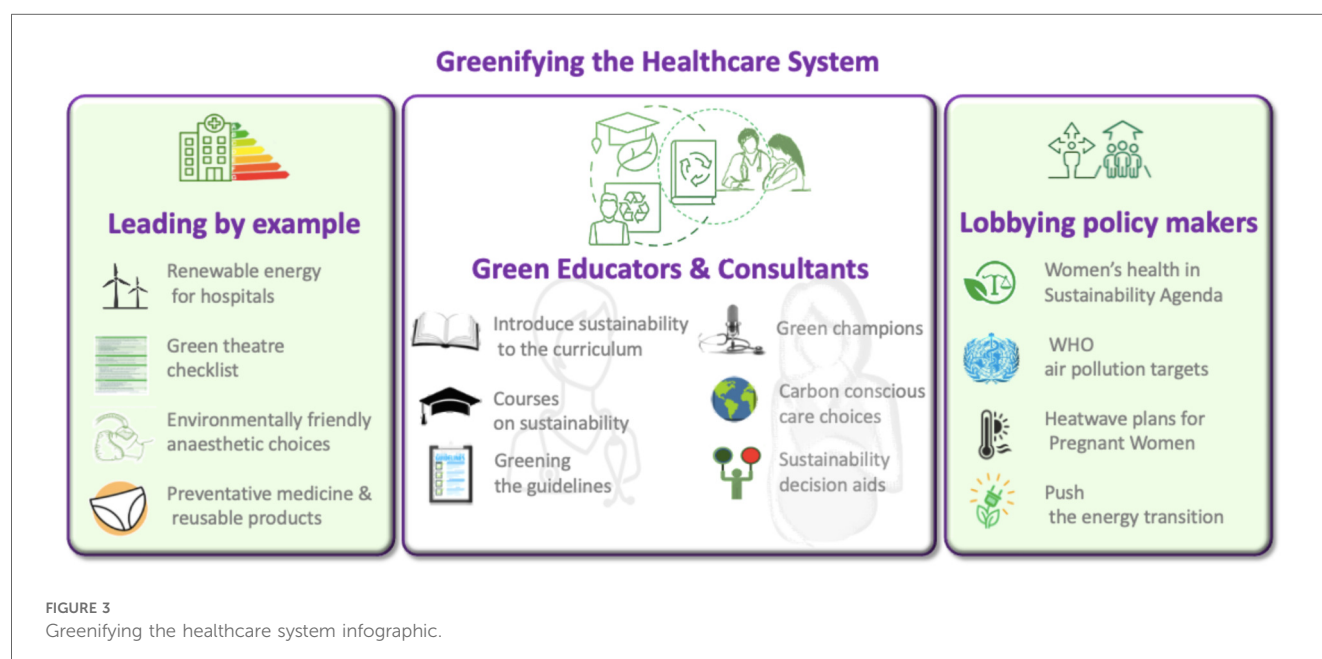 Greenifying the Healthcare System
Leading by example
Renewable energy
for hospitals
Green theatre
checklist
Environmentally friendly
anaesthetic choices
Preventative medicine &
reusable products
Green Educators & Consultants
Introduce sustainability
to the curriculum
Courses
on sustainability
Greening
the guidelines
Green champions
Carbon conscious
care choices
Sustainability
decision aids
Lobbying policy makers
Women’s health in
Sustainability Agenda
WHO
air pollution targets
Heatwave plans for
Pregnant Women
Push
the energy transition
FIGURE 3
Greenifying the healthcare system infographic.